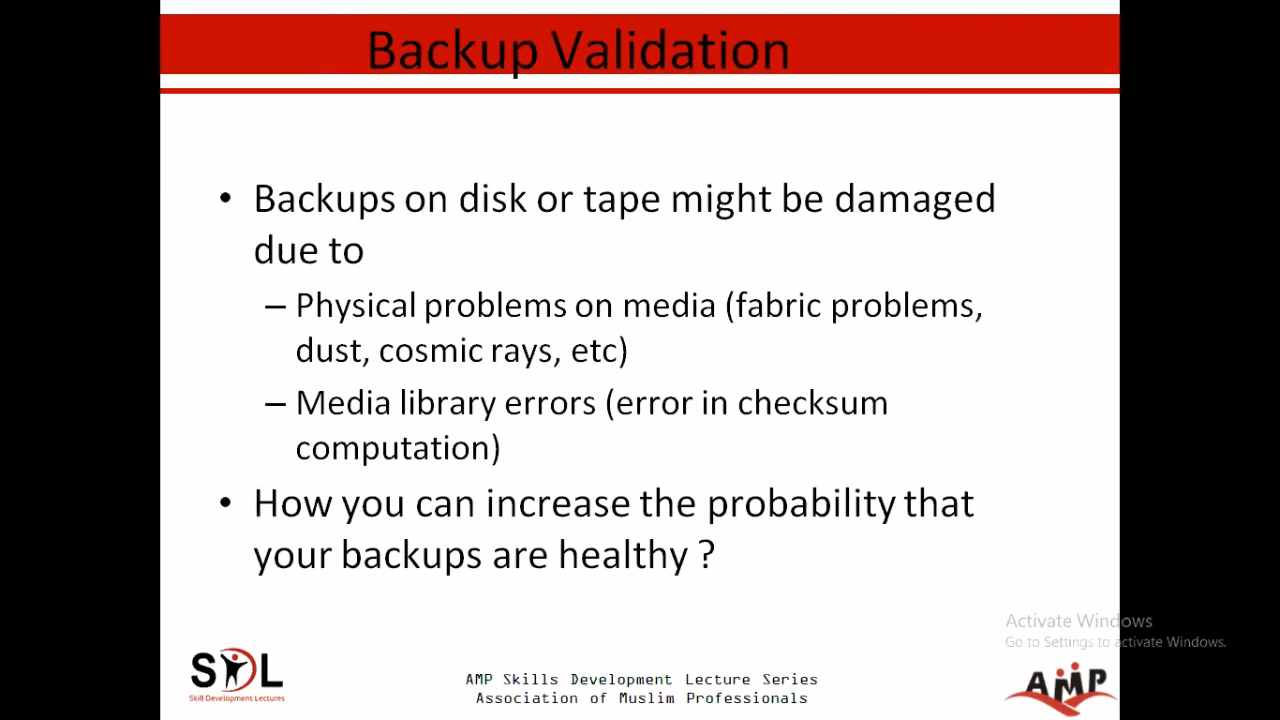 Backup Validation
• Backups on disk or tape might be damaged
due to
– Physical problems on media (fabric problems,
dust, cosmic rays, etc)
– Media library errors (error in checksum
computation)
• How you can increase the probability that
your backups are healthy ?
Activate Windows
Go to Settings to activate Windows.
SDL
Skill Development Lectures
AMP Skills Development Lecture Series
Association of Muslim Professionals
AMP